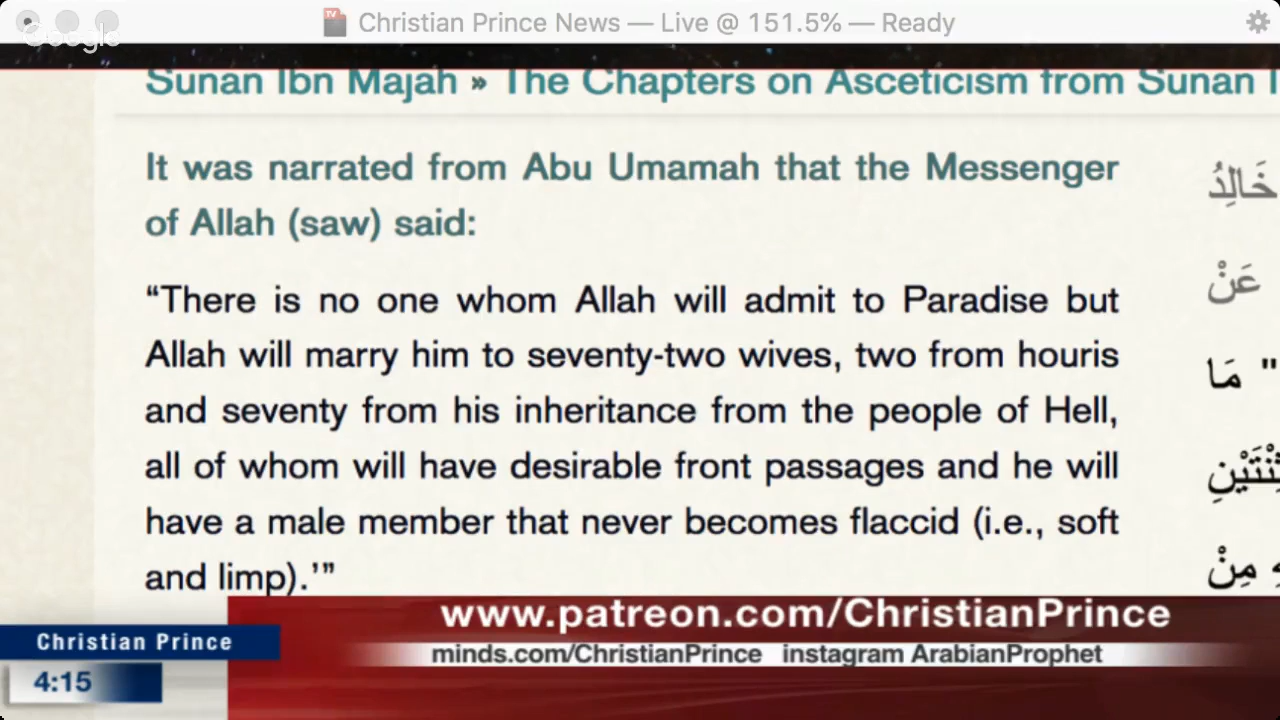 Christian Prince News — Live @ 151.5% — Ready
Google
Sunan Ibn Majah » The Chapters on Asceticism from Sunan
It was narrated from Abu Umamah that the Messenger
of Allah (saw) said:
“There is no one whom Allah will admit to Paradise but
Allah will marry him to seventy-two wives, two from houris
and seventy from his inheritance from the people of Hell,
all of whom will have desirable front passages and he will
have a male member that never becomes flaccid (i.e., soft
and limp).’”
خَالِدُ
عَنْ
" مَا
مِنْ
www.patreon.com/ChristianPrince
Christian Prince
minds.com/ChristianPrince instagram ArabianProphet
4:15